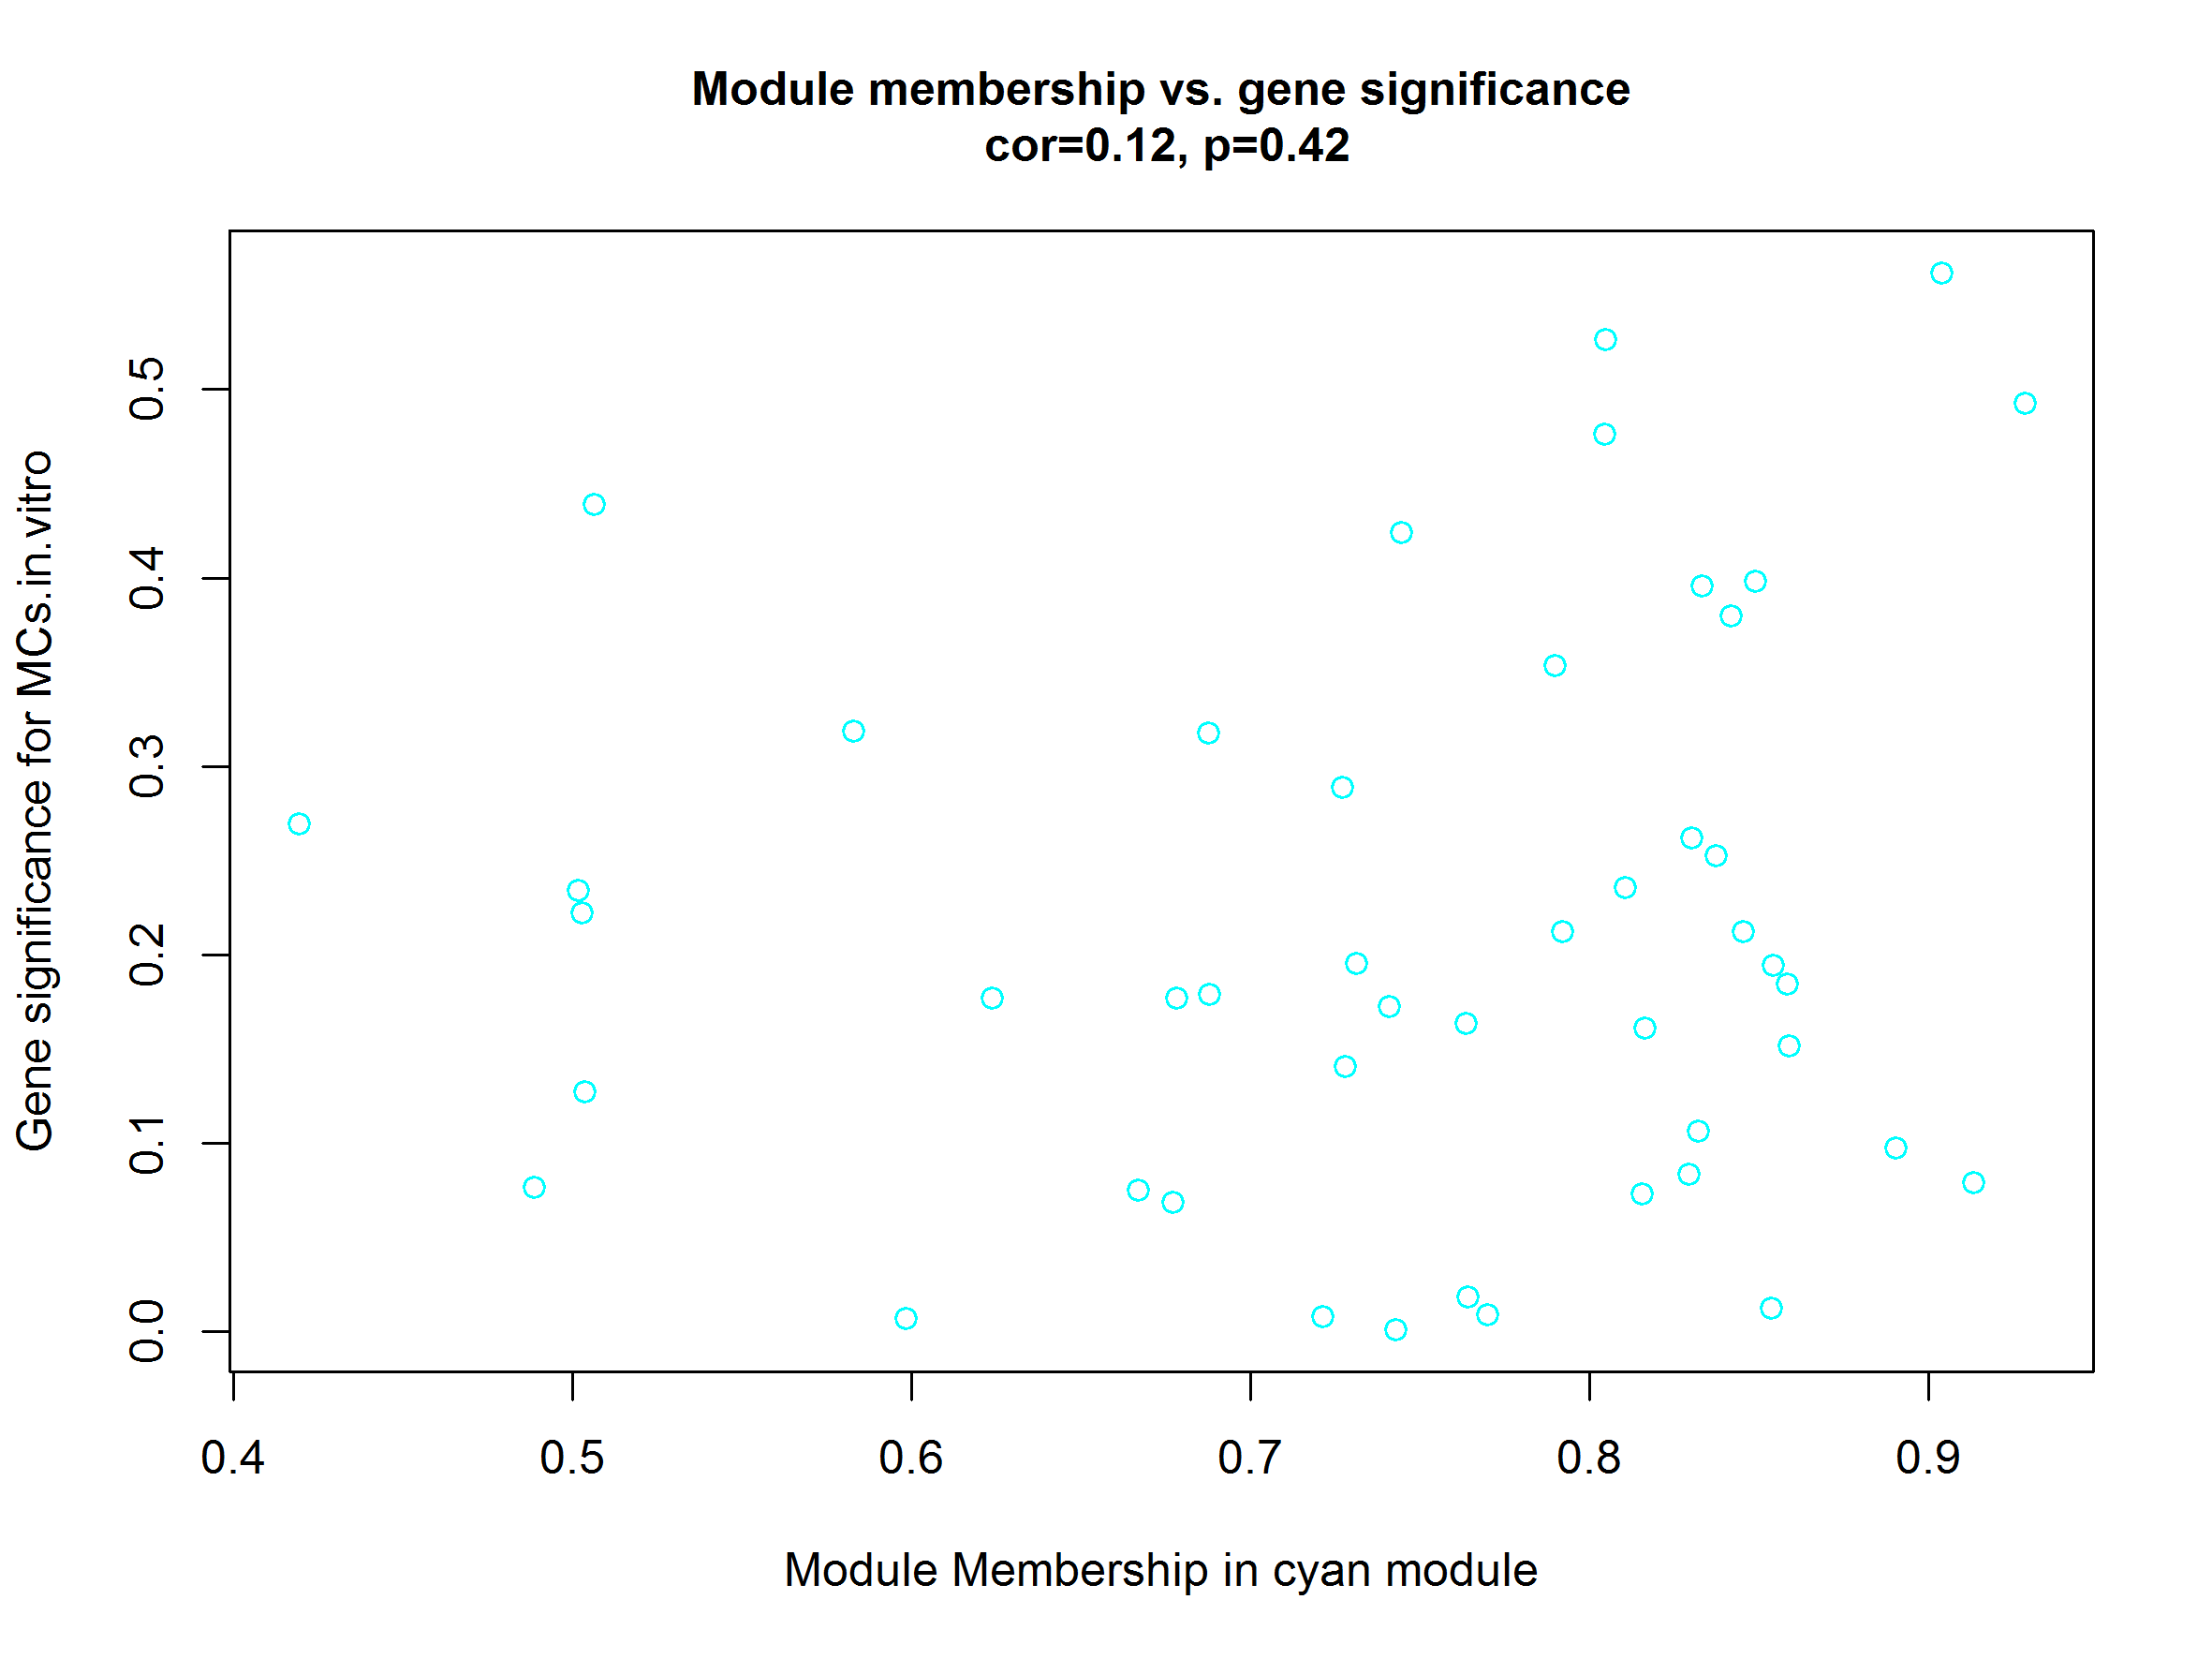 Module membership vs. gene significance
cor=0.12, p=0.42
Gene significance for MCs.in.vitro
0.5
0.4
0.3
0.2
0.1
0.0
0.4 0.5 0.6 0.7 0.8 0.9
Module Membership in cyan module